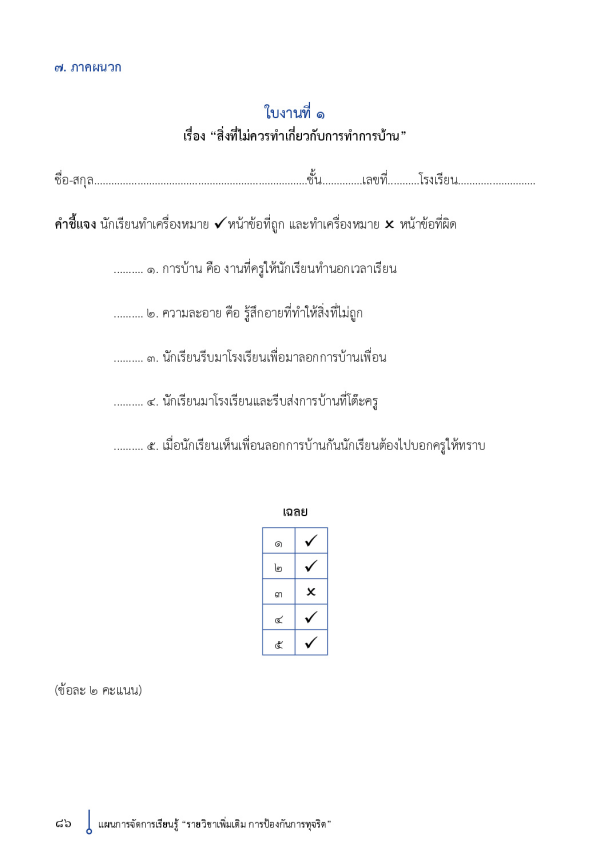 ๗. ภาคผนวก
ใบงานที่ ๑
เรื่อง “สิ่งที่ไม่ควรทำเกี่ยวกับการทำการบ้าน”
ชื่อ-สกุล..........................................................................ชั้น..............เลขที่...........โรงเรียน...........................
คำชี้แจง นักเรียนทำเครื่องหมาย ✓หน้าข้อที่ถูก และทำเครื่องหมาย ✗ หน้าข้อที่ผิด
.......... ๑. การบ้าน คือ งานที่ครูให้นักเรียนทำนอกเวลาเรียน
.......... ๒. ความละอาย คือ รู้สึกอายที่ทำให้สิ่งที่ไม่ถูก
.......... ๓. นักเรียนรีบมาโรงเรียนเพื่อมาลอกการบ้านเพื่อน
.......... ๔. นักเรียนมาโรงเรียนและรีบส่งการบ้านที่โต๊ะครู
.......... ๕. เมื่อนักเรียนเห็นเพื่อนลอกการบ้านกันนักเรียนต้องไปบอกครูให้ทราบ
เฉลย
๑ ✓
๒ ✓
๓ ✗
๔ ✓
๕ ✓
(ข้อละ ๒ คะแนน)
๘๖ แผนการจัดการเรียนรู้ “รายวิชาเพิ่มเติม การป้องกันการทุจริต”